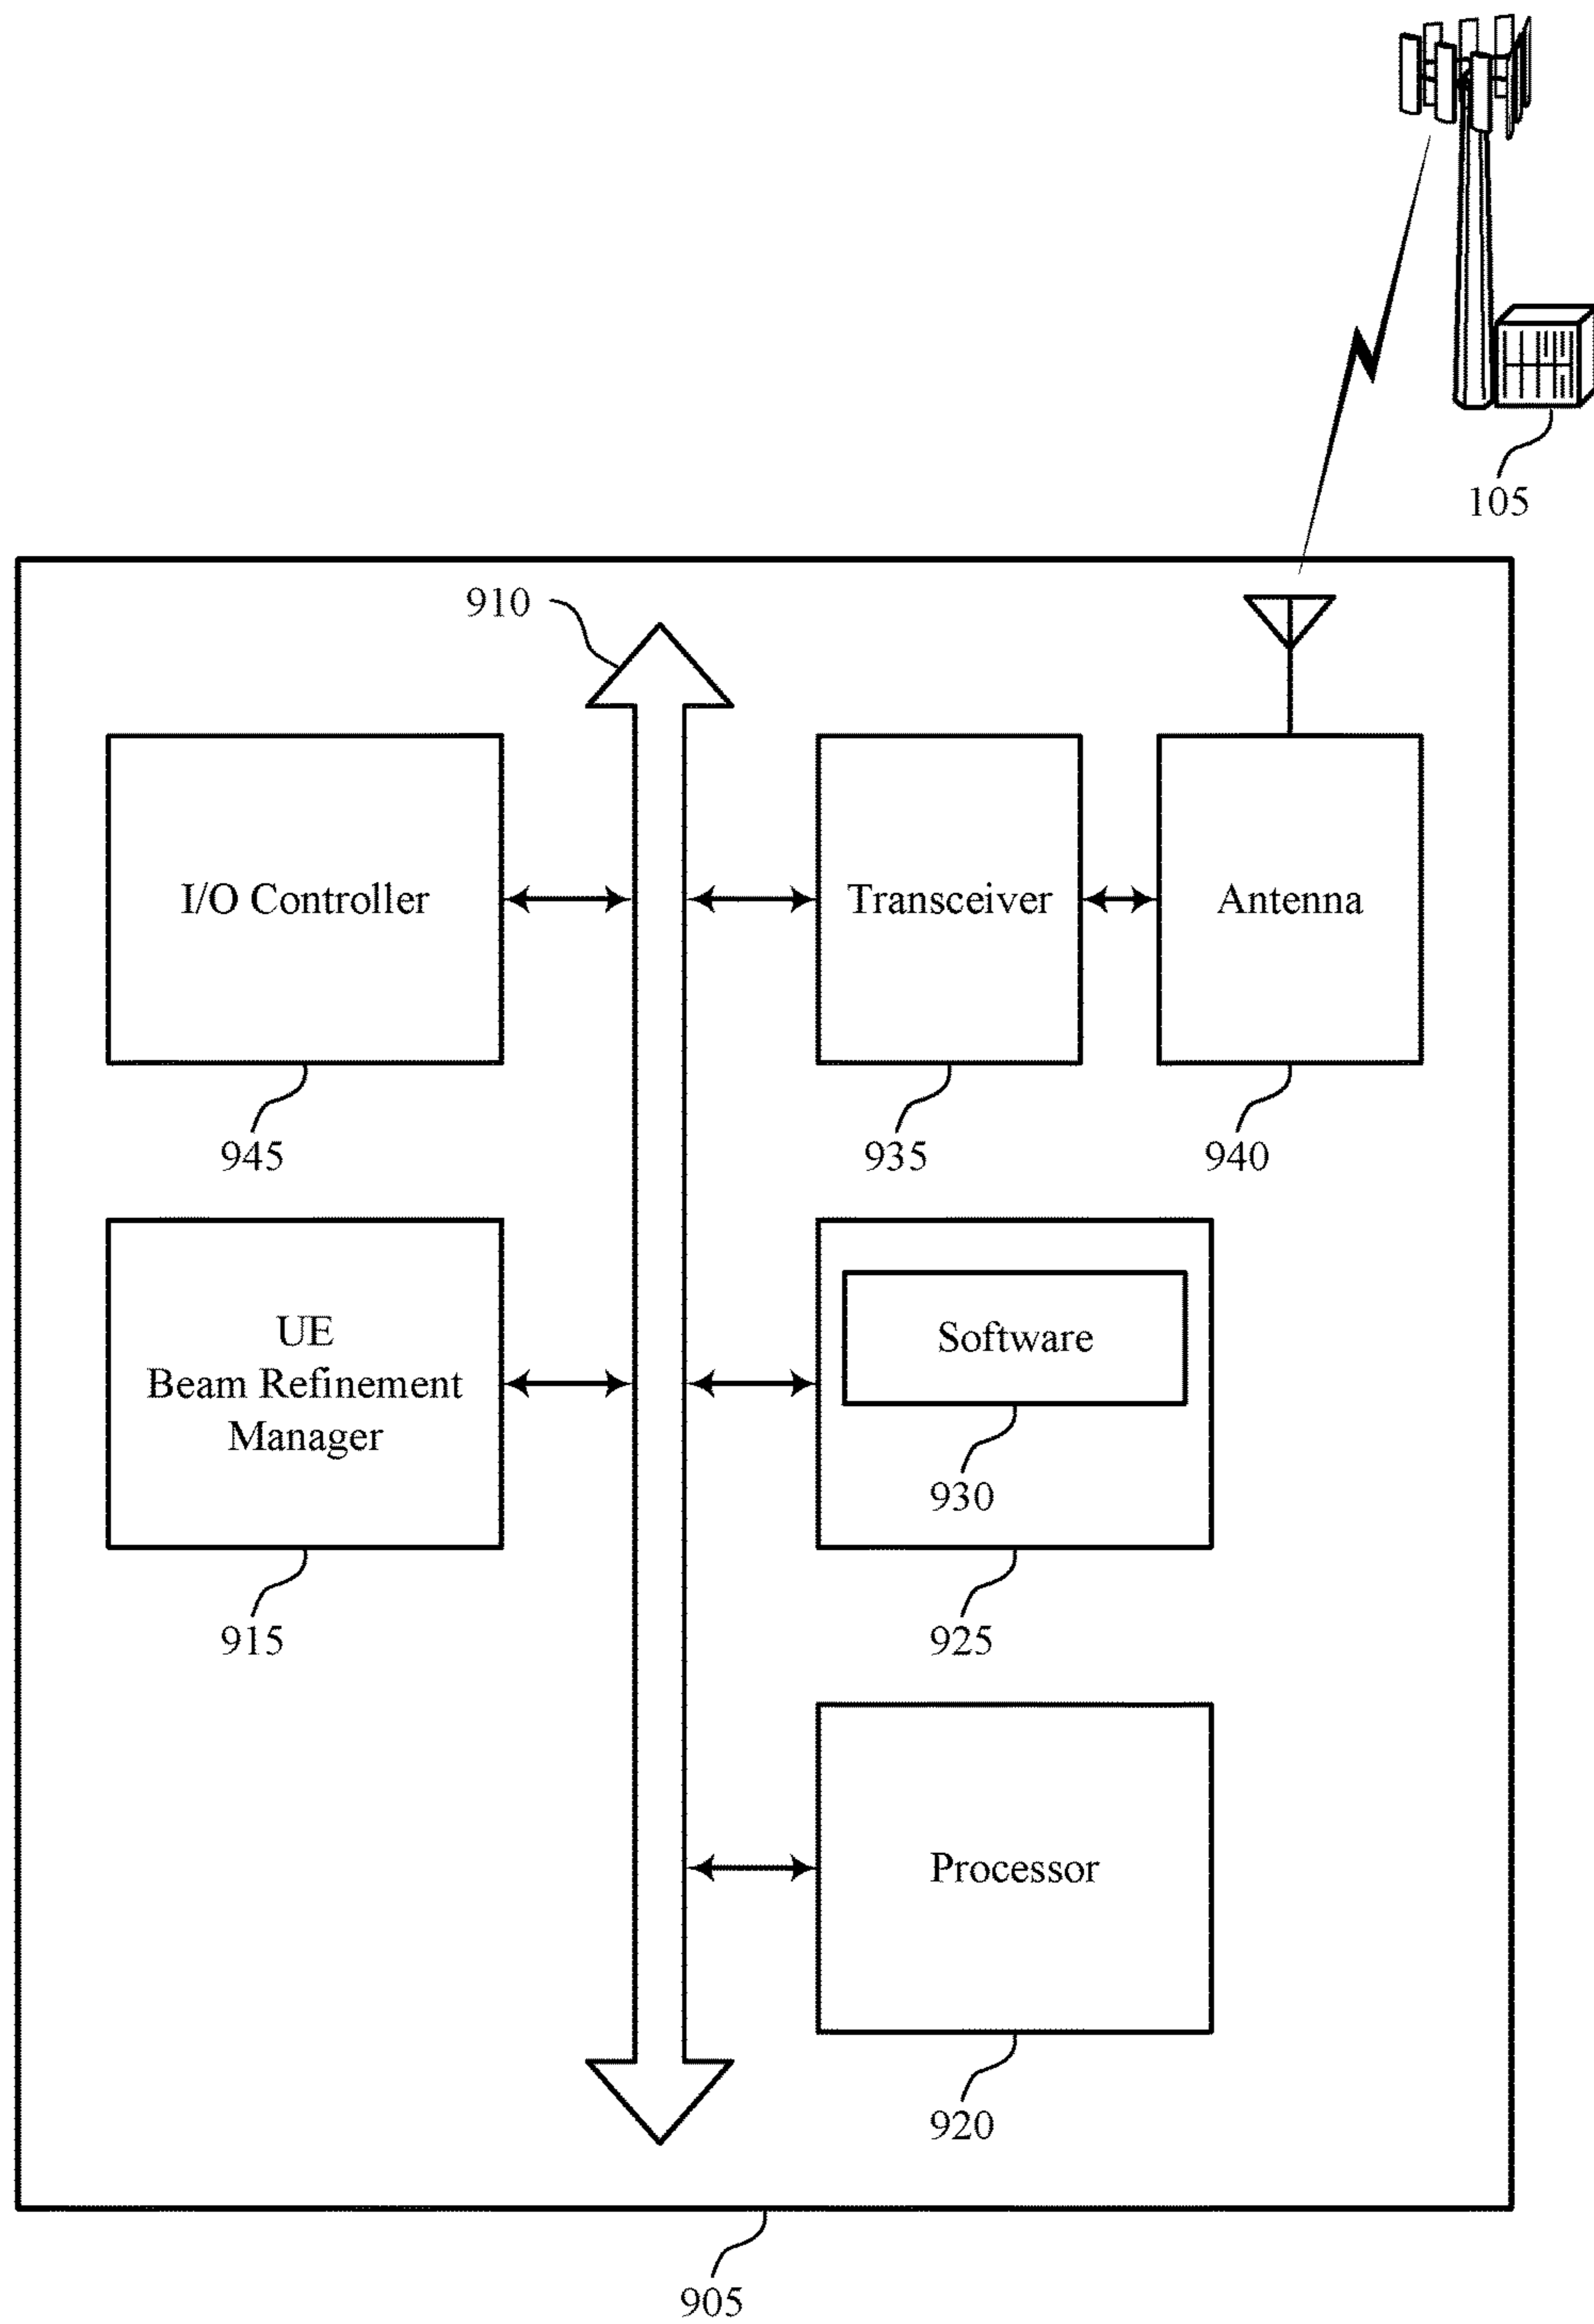 105
910
I/O Controller
Transceiver
Antenna
945
935
940
UE
Beam Refinement
Manager
Software
930
915
925
Processor
920
905